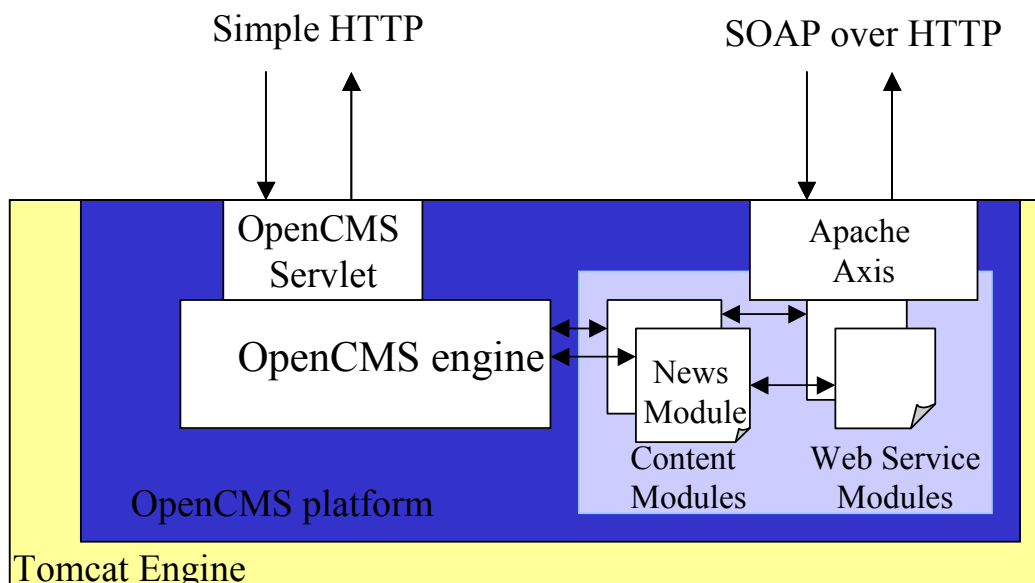 Simple HTTP
SOAP over HTTP
OpenCMS
Servlet
Apache
Axis
OpenCMS engine
News
Module
Content
Modules
Web Service
Modules
OpenCMS platform
Tomcat Engine